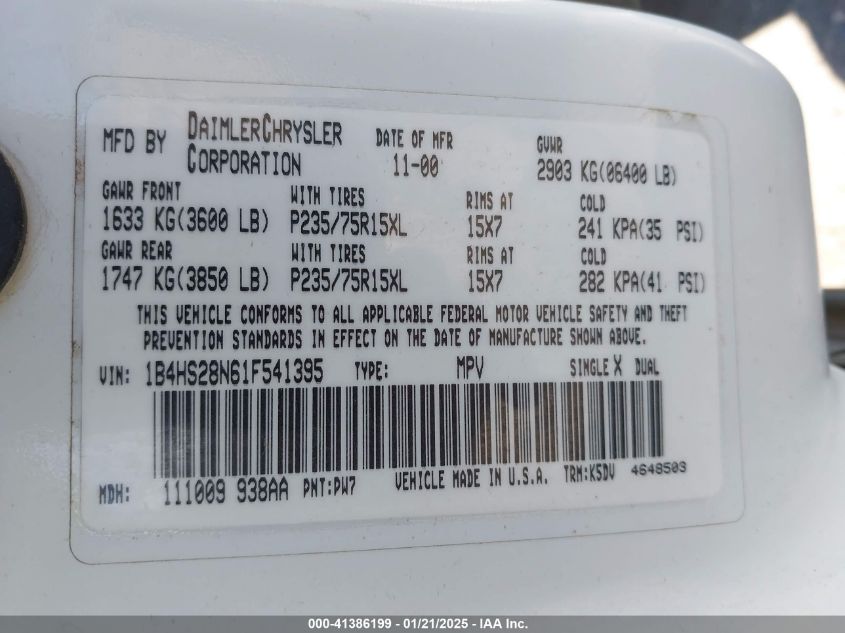 MFD BY DAIMLERCHRYSLER CORPORATION DATE OF MFR 11-00 GVWR 2903 KG(06400 LB)
GAWR FRONT WITH TIRES RIMS AT COLD
1633 KG(3600 LB) P235/75R15XL 15X7 241 KPA(35 PSI)
GAWR REAR WITH TIRES RIMS AT COLD
1747 KG(3850 LB) P235/75R15XL 15X7 282 KPA(41 PSI)
THIS VEHICLE CONFORMS TO ALL APPLICABLE FEDERAL MOTOR VEHICLE SAFETY AND THEFT
PREVENTION STANDARDS IN EFFECT ON THE DATE OF MANUFACTURE SHOWN ABOVE.
VIN: 1B4HS28N61F541395 TYPE: MPV SINGLE X DUAL
MDH: 111009 938AA PNT:PW7 VEHICLE MADE IN U.S.A. TRM:K5DV 4648503
000-41386199 - 01/21/2025 - IAA Inc.